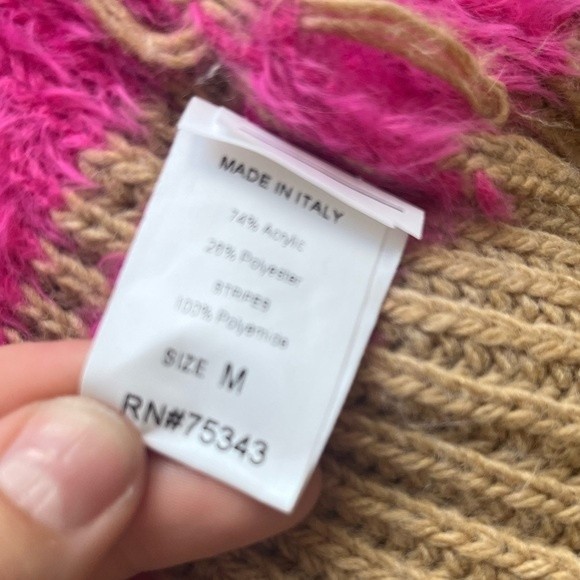 MADE IN ITALY
74% Acrylic
26% Polyester
STRIPES
100% Polyamide
SIZE M
RN#75343